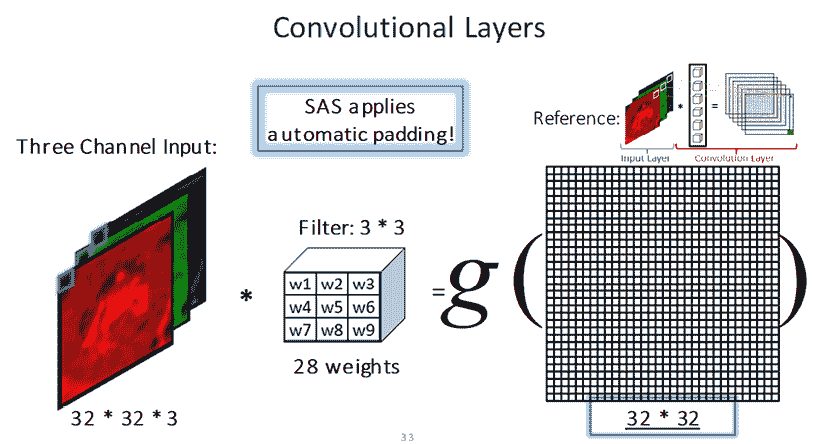 Convolutional Layers
SAS applies
automatic padding!
Reference:
* =
Input Layer
Convolution Layer
Three Channel Input:
Filter: 3 * 3
w1 w2 w3
w4 w5 w6
w7 w8 w9
* = g ( )
28 weights
32 * 32 * 3
32 * 32
33